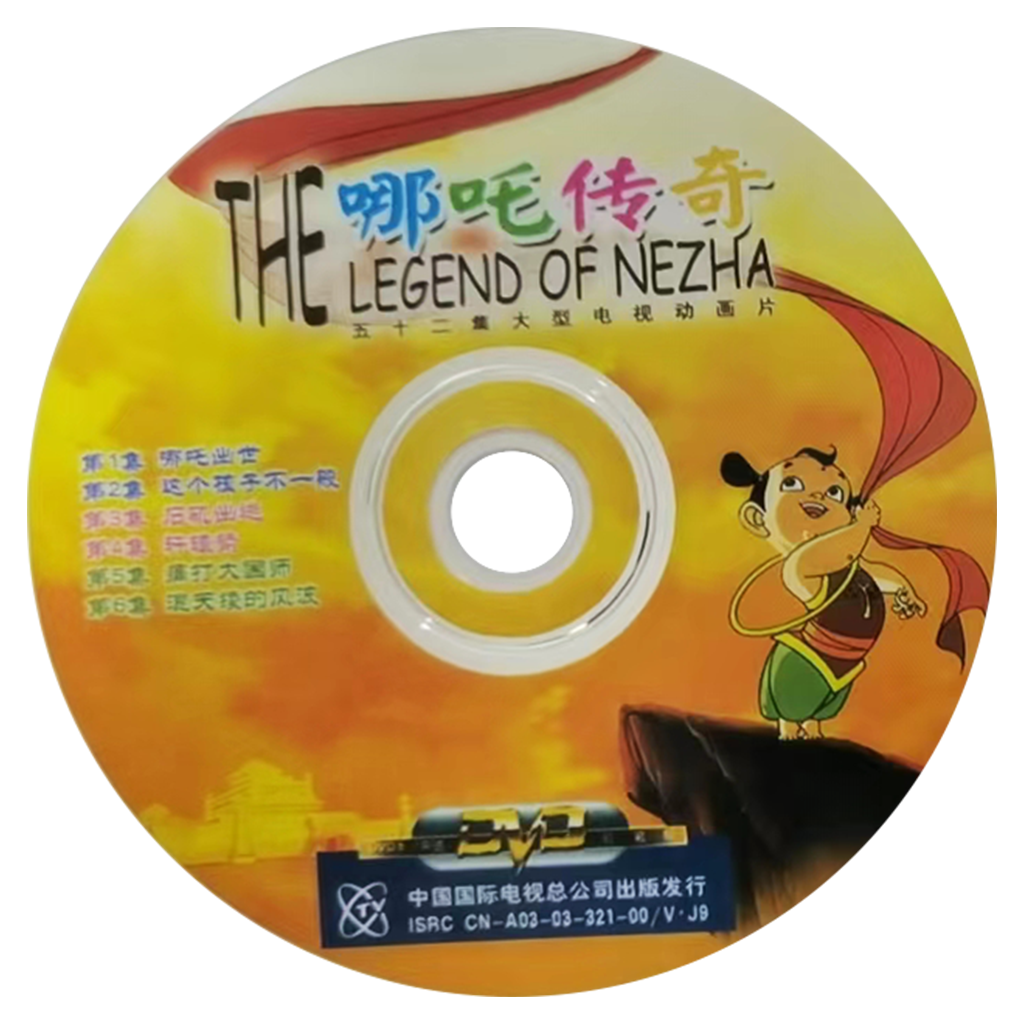 THE 哪吒传奇
LEGEND OF NEZHA
五十二集大型电视动画片
第1集 哪吒出世
第2集 这个孩子不一般
第3集 石矶出逃
第4集
第5集 痛打大国师
第6集 混天绫的风波
DVD
TV
中国国际电视总公司出版发行
ISRC CN-A03-03-321-00/V·J9